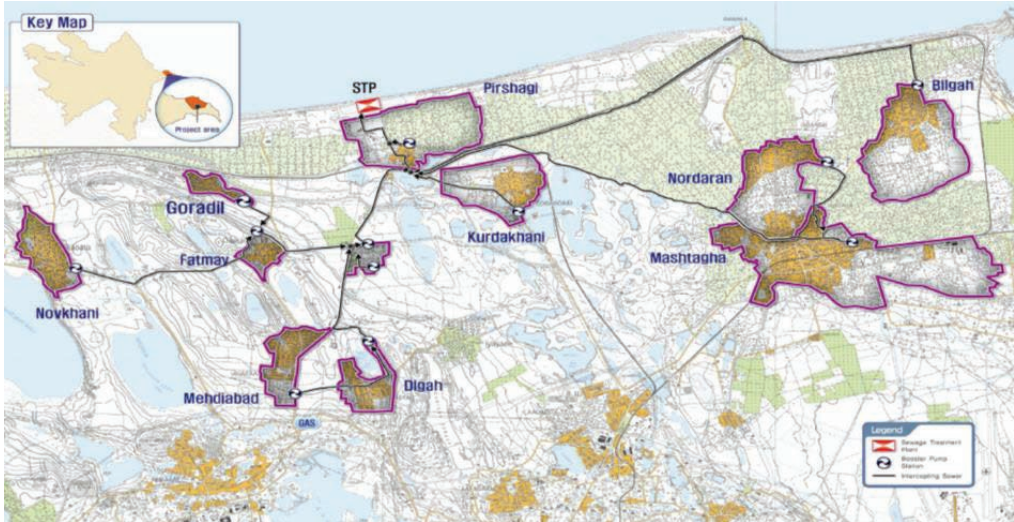 Key Map
Project area
STP
Pirshagi
Bilgah
Nordaran
Goradil
Kurdakhani
Fatmay
Mashtagha
Novkhani
Mehdiabad
Digah
GAS
Legend
Sewage Treatment
Plant
Booster Pump
Station
Intercepting Sewer